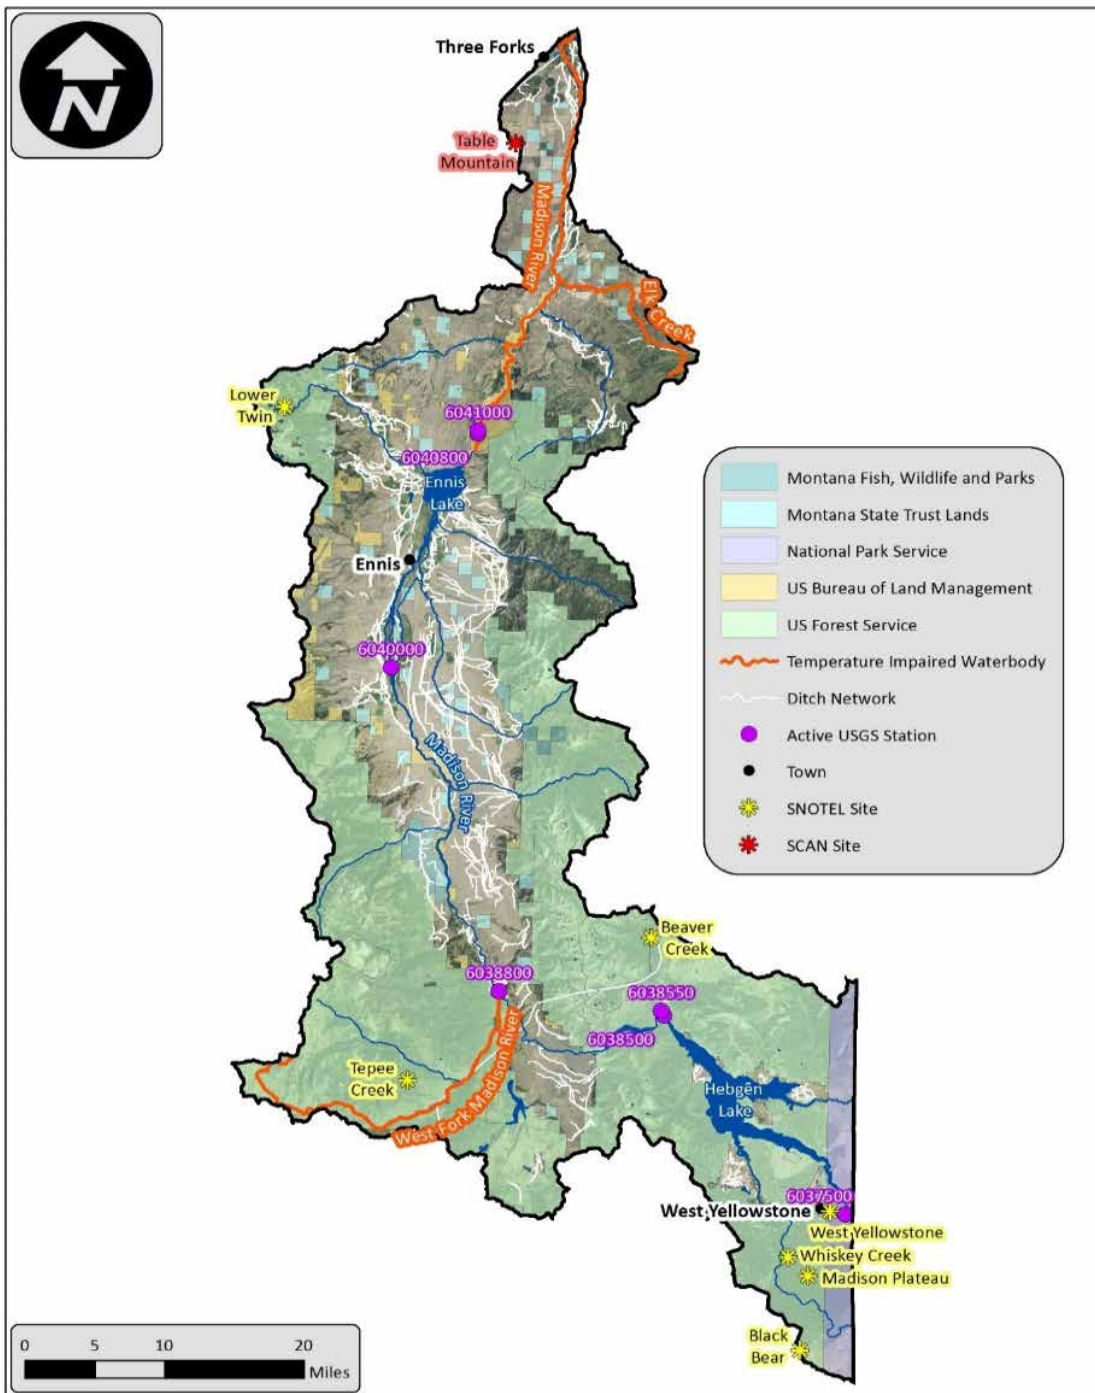 N
Three Forks
Table
Mountain
Madison River
Elk Creek
Lower
Twin
6041000
6040800
Ennis
Lake
Ennis
6040000
Madison River
Montana Fish, Wildlife and Parks
Montana State Trust Lands
National Park Service
US Bureau of Land Management
US Forest Service
Temperature Impaired Waterbody
Ditch Network
Active USGS Station
Town
SNOTEL Site
SCAN Site
Beaver
Creek
6038800
6038550
6038500
Tepee
Creek
West Fork Madison River
Hebgen
Lake
6037500
West Yellowstone
West Yellowstone
Whiskey Creek
Madison Plateau
Black
Bear
0 5 10 20
Miles